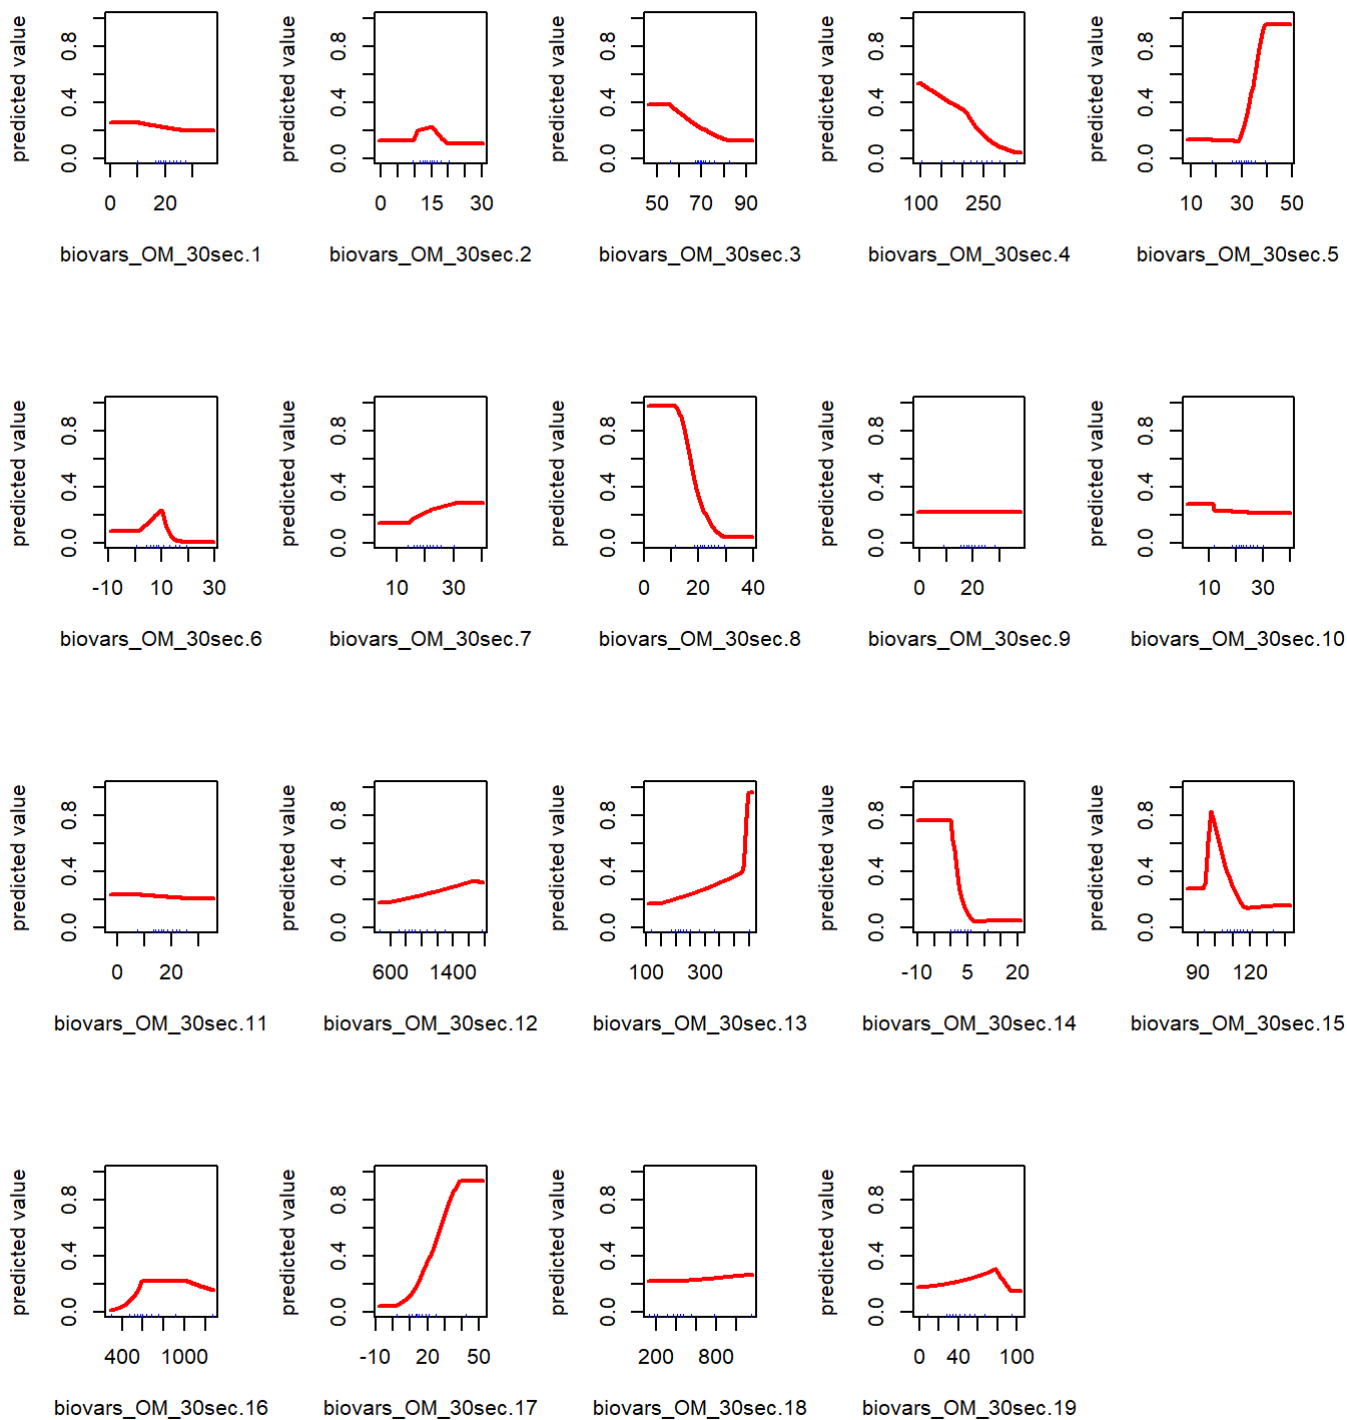 predicted value
0.0 0.4 0.8
0 20
biovars_OM_30sec.1
predicted value
0.0 0.4 0.8
0 15 30
biovars_OM_30sec.2
predicted value
0.0 0.4 0.8
50 70 90
biovars_OM_30sec.3
predicted value
0.0 0.4 0.8
100 250
biovars_OM_30sec.4
predicted value
0.0 0.4 0.8
10 30 50
biovars_OM_30sec.5
predicted value
0.0 0.4 0.8
-10 10 30
biovars_OM_30sec.6
predicted value
0.0 0.4 0.8
10 30
biovars_OM_30sec.7
predicted value
0.0 0.4 0.8
0 20 40
biovars_OM_30sec.8
predicted value
0.0 0.4 0.8
0 20
biovars_OM_30sec.9
predicted value
0.0 0.4 0.8
10 30
biovars_OM_30sec.10
predicted value
0.0 0.4 0.8
0 20
biovars_OM_30sec.11
predicted value
0.0 0.4 0.8
600 1400
biovars_OM_30sec.12
predicted value
0.0 0.4 0.8
100 300
biovars_OM_30sec.13
predicted value
0.0 0.4 0.8
-10 5 20
biovars_OM_30sec.14
predicted value
0.0 0.4 0.8
90 120
biovars_OM_30sec.15
predicted value
0.0 0.4 0.8
400 1000
biovars_OM_30sec.16
predicted value
0.0 0.4 0.8
-10 20 50
biovars_OM_30sec.17
predicted value
0.0 0.4 0.8
200 800
biovars_OM_30sec.18
predicted value
0.0 0.4 0.8
0 40 100
biovars_OM_30sec.19